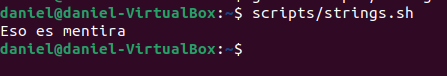 daniel@daniel-VirtualBox:~$ scripts/strings.sh
Eso es mentira
daniel@daniel-VirtualBox:~$